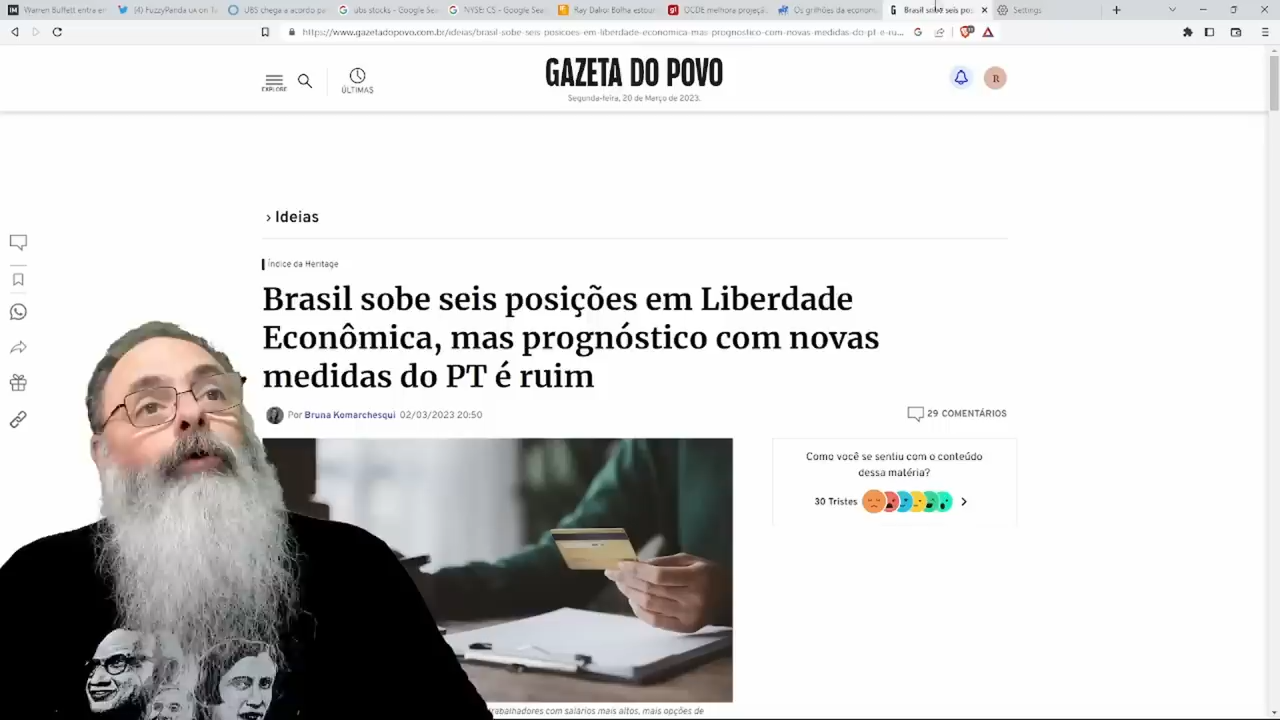 Warren Buffett entra er
(4) FuzzyPanda
UBS chega a acordo pa
ubs stocks - Google Sea
NYSE: CS - Google Sea
Ray Dalio: Bolha estour
OCDE melhora projeçã
Os grilhões da econom
Brasil sobe seis pos
Settings
https://www.gazetadopovo.com.br/ideias/brasil-sobe-seis-posicoes-em-liberdade-economica-mas-prognostico-com-novas-medidas-do-pt-e-ru...
EXPLORE
ÚLTIMAS
GAZETA DO POVO
Segunda-feira, 20 de Março de 2023.
R
› Ideias
Índice da Heritage
Brasil sobe seis posições em Liberdade
Econômica, mas prognóstico com novas
medidas do PT é ruim
Por Bruna Komarchesqui 02/03/2023 20:50
29 COMENTÁRIOS
Como você se sentiu com o conteúdo
dessa matéria?
30 Tristes
trabalhadores com salários mais altos, mais opções de